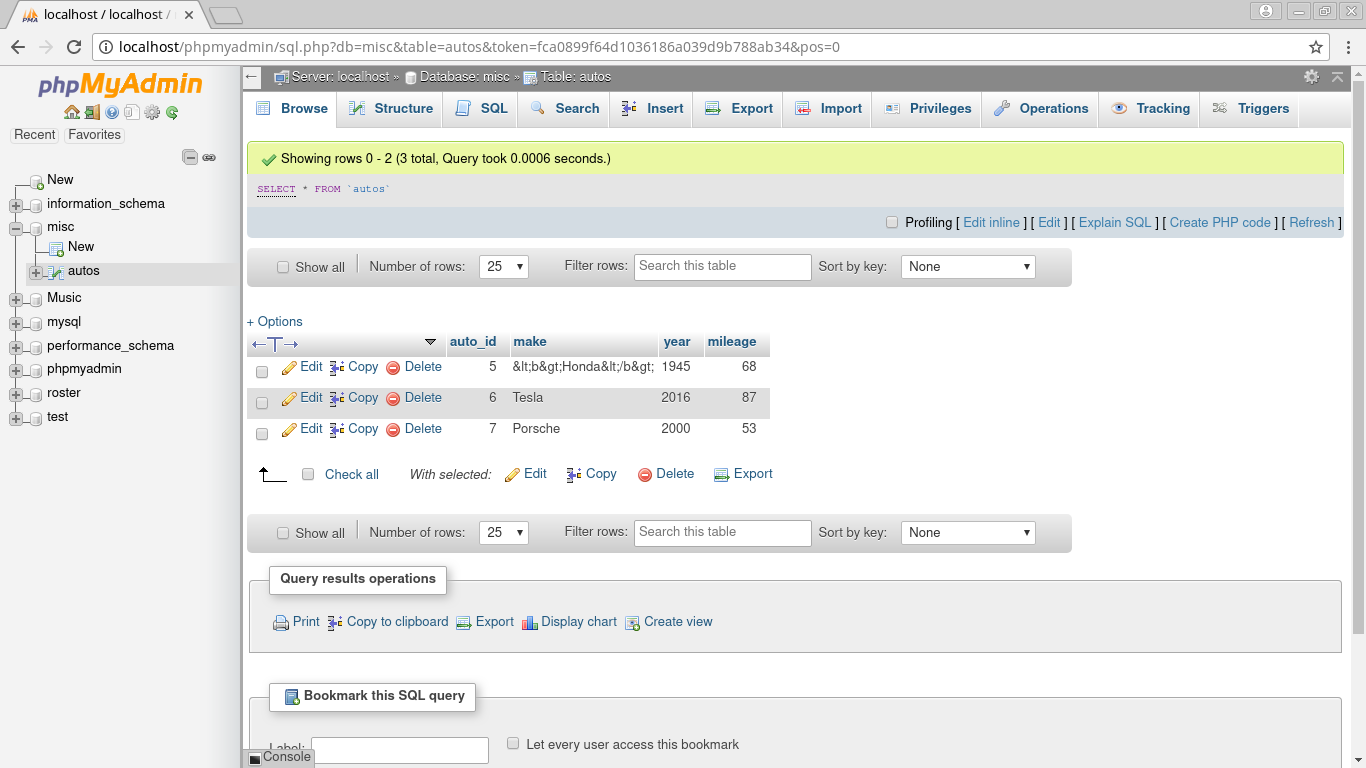 localhost / localhost /
localhost/phpmyadmin/sql.php?db=misc&table=autos&token=fca0899f64d1036186a039d9b788ab34&pos=0
phpMyAdmin
Recent Favorites
New
information_schema
misc
New
autos
Music
mysql
performance_schema
phpmyadmin
roster
test
Server: localhost » Database: misc » Table: autos
Browse Structure SQL Search Insert Export Import Privileges Operations Tracking Triggers
Showing rows 0 - 2 (3 total, Query took 0.0006 seconds.)
SELECT * FROM `autos`
Profiling [ Edit inline ] [ Edit ] [ Explain SQL ] [ Create PHP code ] [ Refresh ]
Show all Number of rows: 25 Filter rows: Search this table Sort by key: None
+ Options
←T→ auto_id make year mileage
Edit Copy Delete 5 &lt;b&gt;Honda&lt;/b&gt; 1945 68
Edit Copy Delete 6 Tesla 2016 87
Edit Copy Delete 7 Porsche 2000 53
Check all With selected: Edit Copy Delete Export
Show all Number of rows: 25 Filter rows: Search this table Sort by key: None
Query results operations
Print Copy to clipboard Export Display chart Create view
Bookmark this SQL query
Label: Let every user access this bookmark
Console